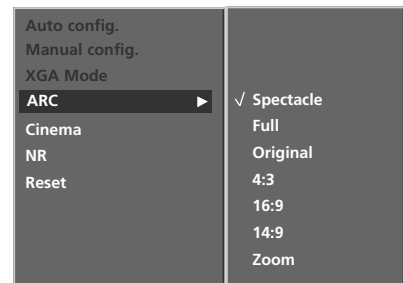 Auto config.
Manual config.
XGA Mode
ARC
Cinema
NR
Reset
√ Spectacle
Full
Original
4:3
16:9
14:9
Zoom